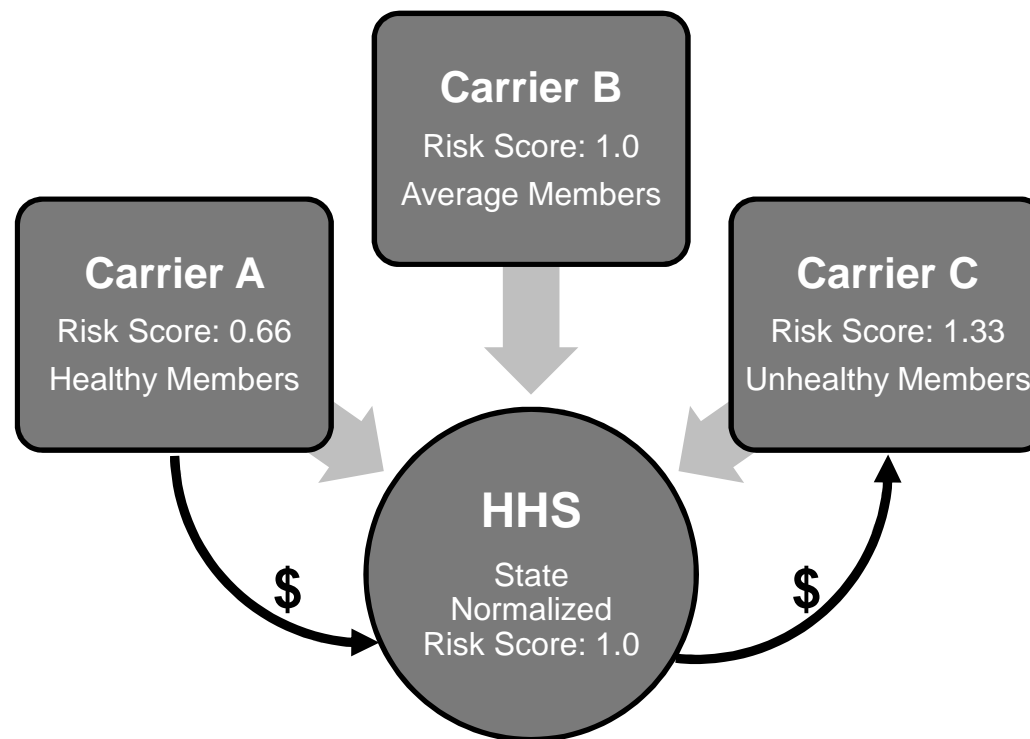 Carrier B
Risk Score: 1.0
Average Members
Carrier A
Risk Score: 0.66
Healthy Members
Carrier C
Risk Score: 1.33
Unhealthy Members
HHS
State
Normalized
Risk Score: 1.0
$
$